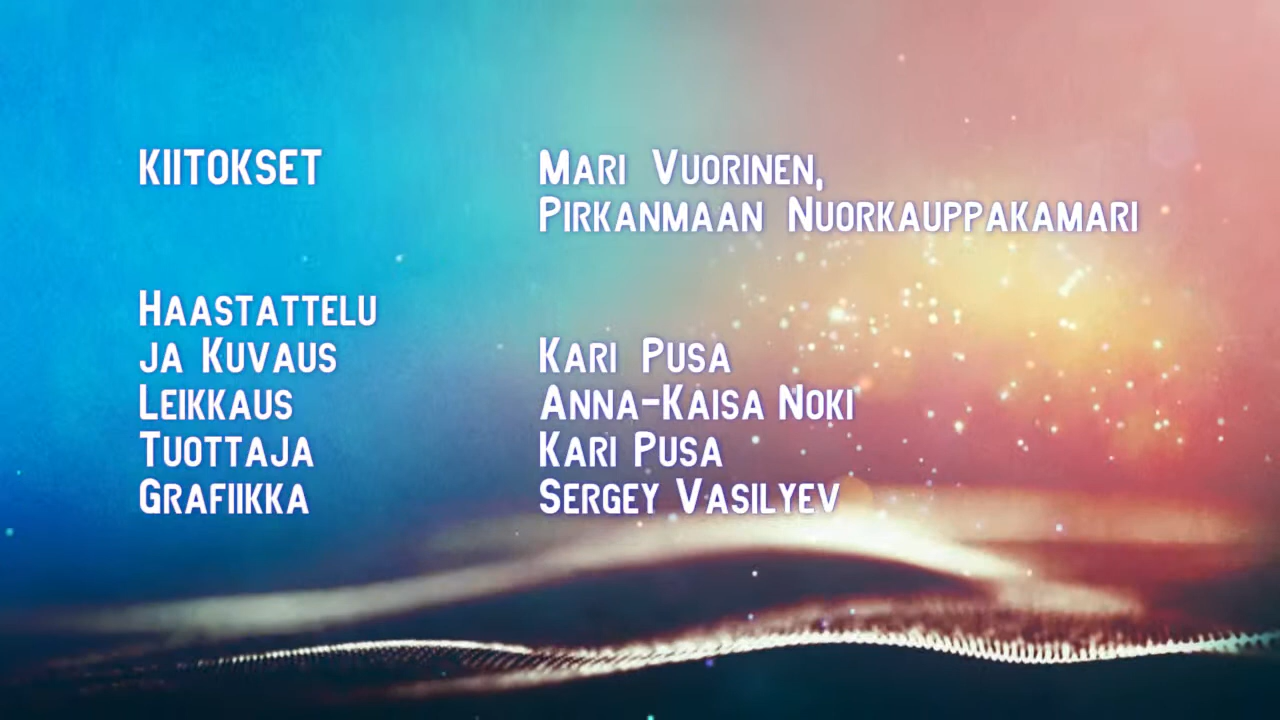 KIITOKSET Mari Vuorinen,
Pirkanmaan Nuorkauppakamari
Haastattelu
ja Kuvaus Kari Pusa
Leikkaus Anna-Kaisa Noki
Tuottaja Kari Pusa
Grafiikka Sergey Vasilyev